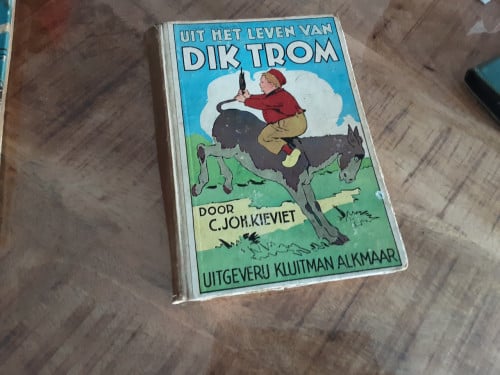 UIT HET LEVEN VAN
DIK TROM
DOOR
C.JOH.KIEVIET
UITGEVERIJ KLUITMAN ALKMAAR